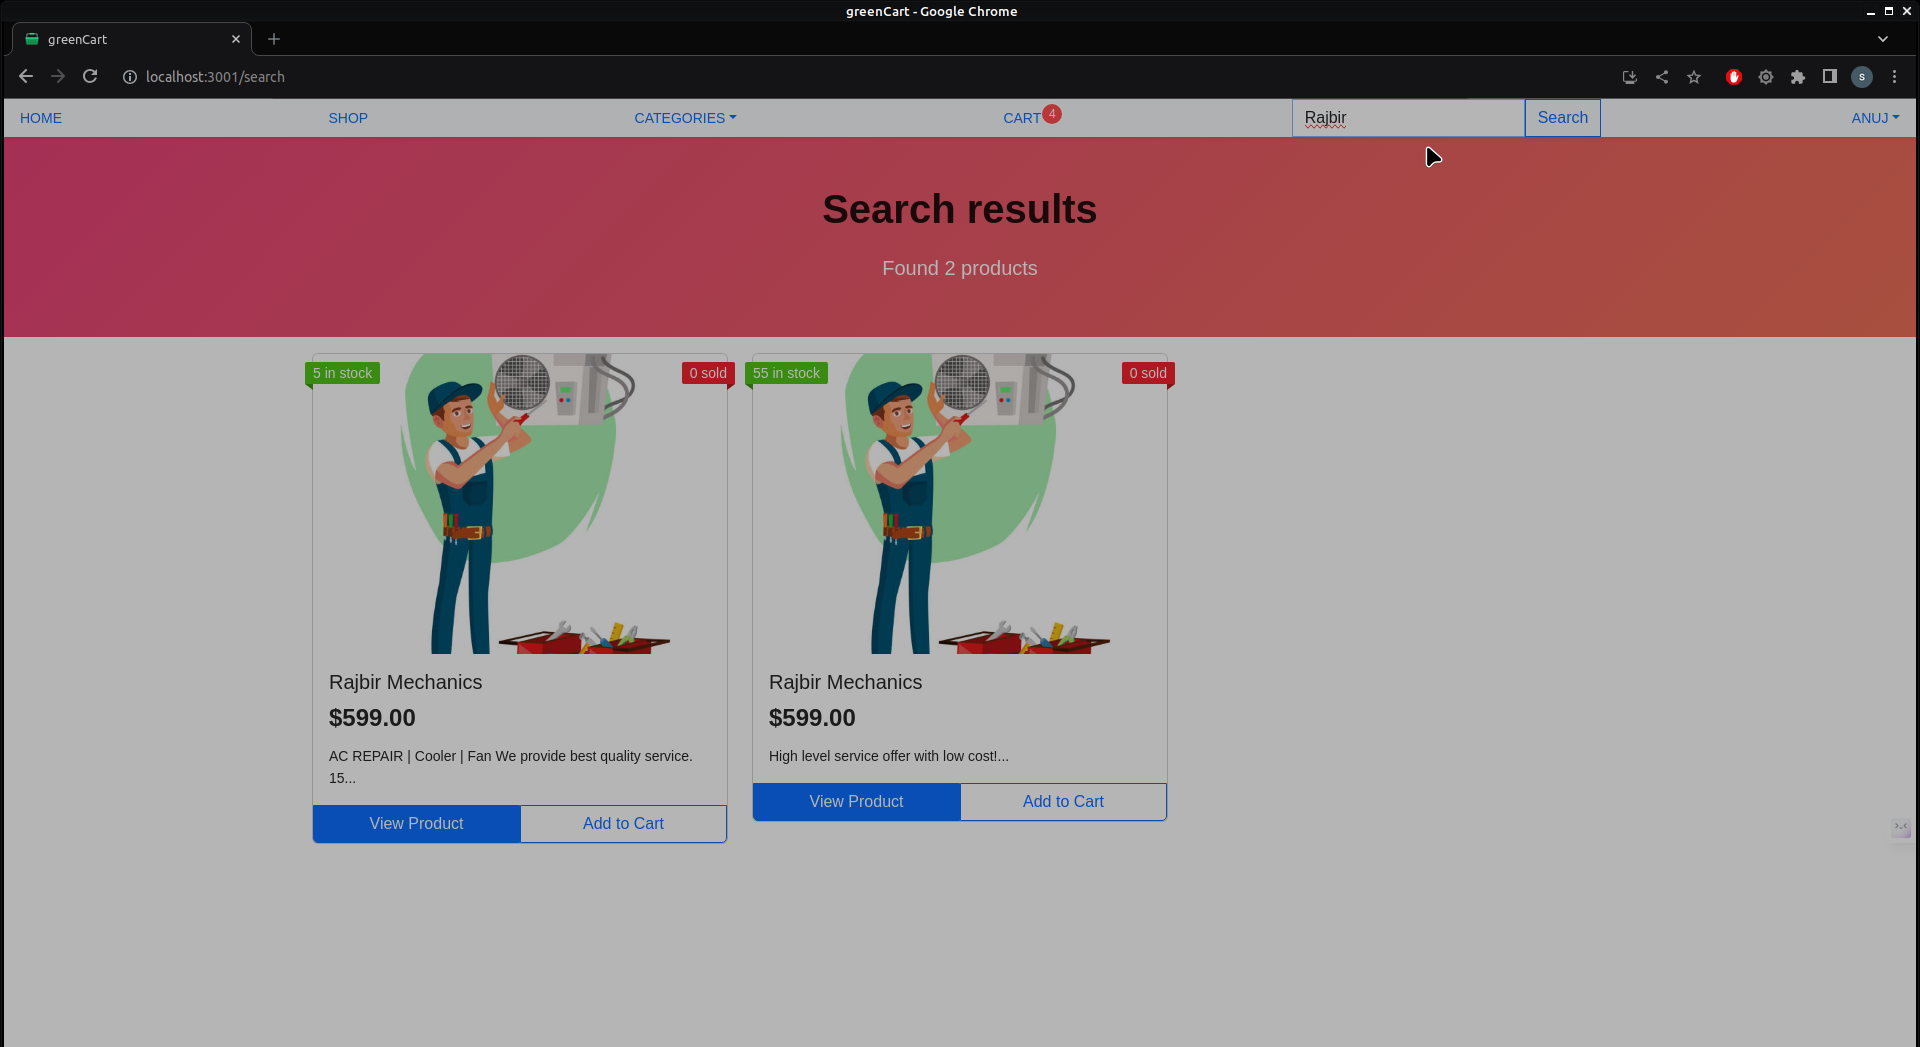 greenCart - Google Chrome
greenCart
localhost:3001/search
S
HOME SHOP CATEGORIES CART 4 Rajbir Search ANUJ
Search results
Found 2 products
5 in stock 0 sold 55 in stock 0 sold
Rajbir Mechanics
$599.00
AC REPAIR | Cooler | Fan We provide best quality service.
15...
View Product Add to Cart
Rajbir Mechanics
$599.00
High level service offer with low cost!...
View Product Add to Cart